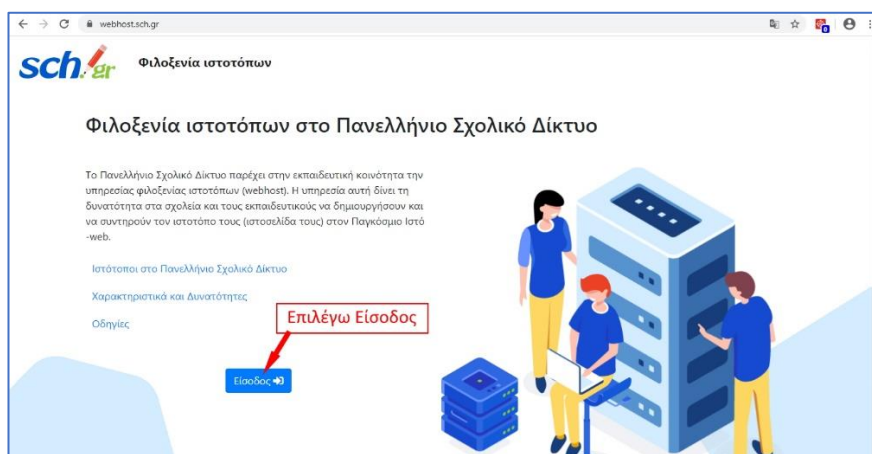 webhost.sch.gr
sch.gr
Φιλοξενία ιστοτόπων
Φιλοξενία ιστοτόπων στο Πανελλήνιο Σχολικό Δίκτυο
Το Πανελλήνιο Σχολικό Δίκτυο παρέχει στην εκπαιδευτική κοινότητα την
υπηρεσίας φιλοξενίας ιστοτόπων (webhost). Η υπηρεσία αυτή δίνει τη
δυνατότητα στα σχολεία και τους εκπαιδευτικούς να δημιουργήσουν και
να συντηρούν τον ιστοτόπο τους (ιστοσελίδα τους) στον Παγκόσμιο Ιστό
-web.
Ιστότοποι στο Πανελλήνιο Σχολικό Δίκτυο
Χαρακτηριστικά και Δυνατότητες
Οδηγίες
Επιλέγω Είσοδος
Είσοδος